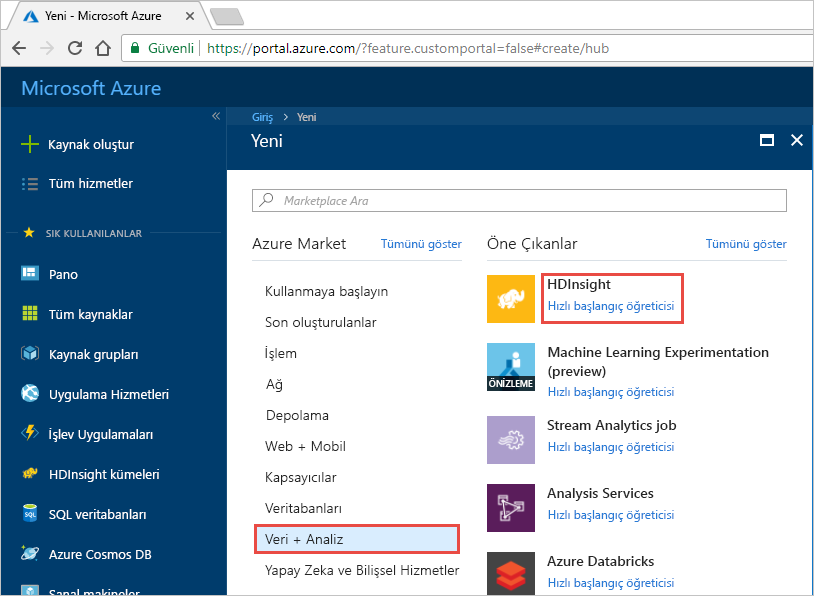 Yeni - Microsoft Azure
Güvenli
https://portal.azure.com/?feature.customportal=false#create/hub
Microsoft Azure
Kaynak oluştur
Tüm hizmetler
SIK KULLANILANLAR
Pano
Tüm kaynaklar
Kaynak grupları
Uygulama Hizmetleri
İşlev Uygulamaları
HDInsight kümeleri
SQL
SQL veritabanları
Azure Cosmos DB
Sanal makineler
Giriş > Yeni
Yeni
Marketplace Ara
Azure Market
Tümünü göster
Kullanmaya başlayın
Son oluşturulanlar
İşlem
Ağ
Depolama
Web + Mobil
Kapsayıcılar
Veritabanları
Veri + Analiz
Yapay Zeka ve Bilişsel Hizmetler
Öne Çıkanlar
Tümünü göster
HDInsight
Hızlı başlangıç öğreticisi
ÖNİZLEME
Machine Learning Experimentation
(preview)
Hızlı başlangıç öğreticisi
Stream Analytics job
Hızlı başlangıç öğreticisi
Analysis Services
Hızlı başlangıç öğreticisi
Azure Databricks
Hızlı başlangıç öğreticisi